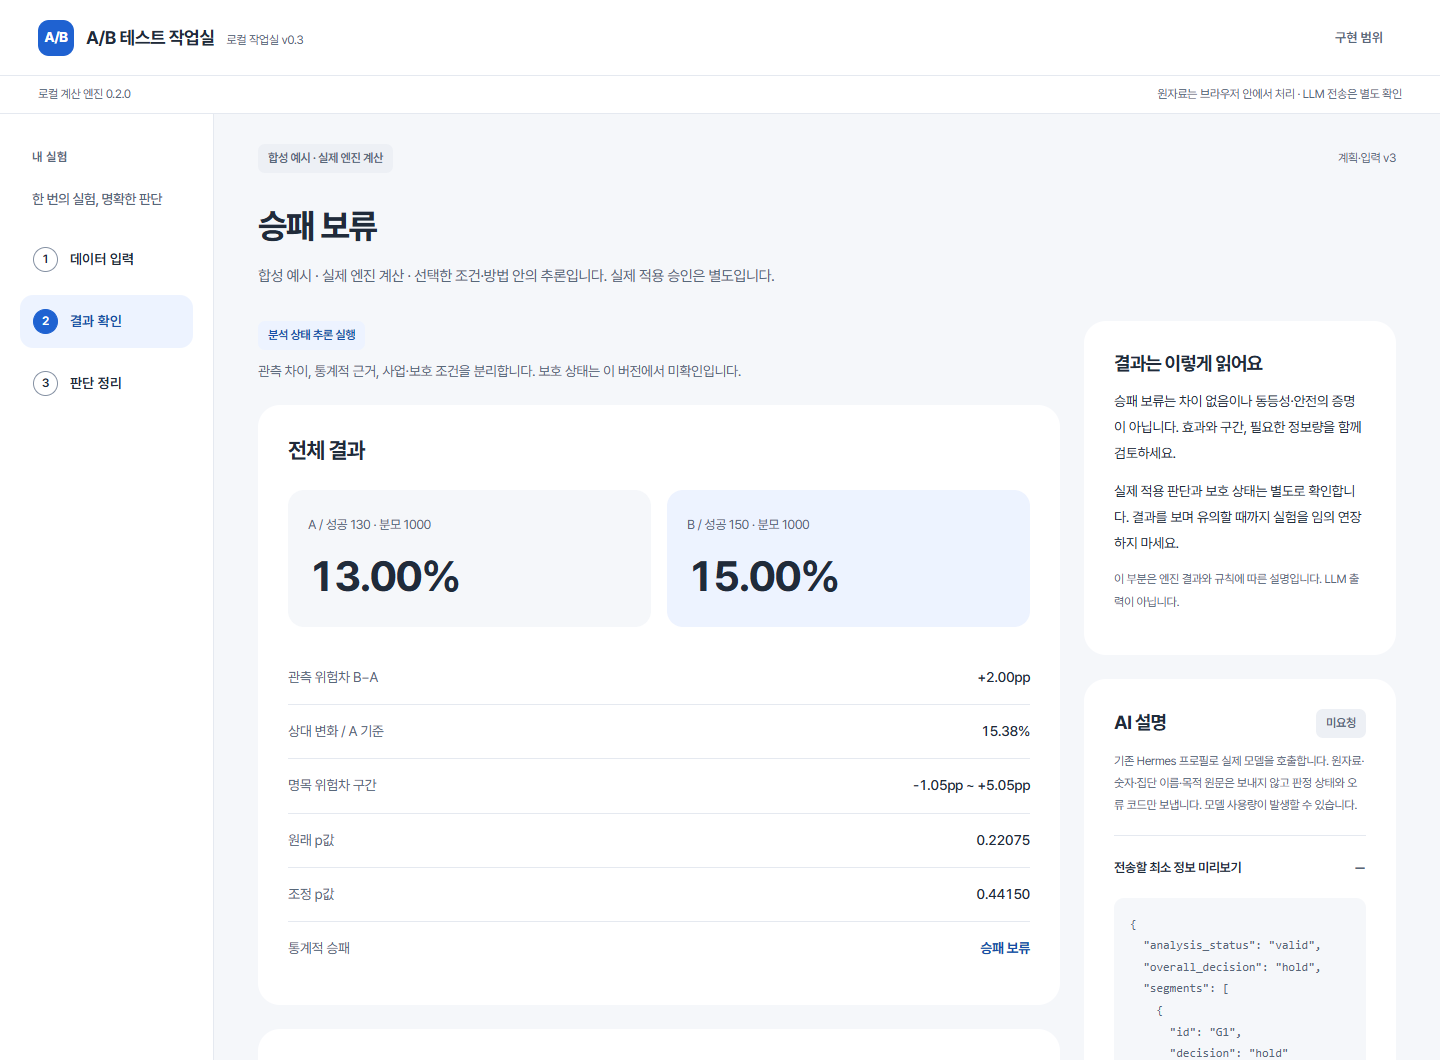 A/B
A/B 테스트 작업실
로컬 작업실 v0.3
구현 범위
로컬 계산 엔진 0.2.0
원자료는 브라우저 안에서 처리 · LLM 전송은 별도 확인
내 실험
한 번의 실험, 명확한 판단
1 데이터 입력
2 결과 확인
3 판단 정리
합성 예시 · 실제 엔진 계산
계획·입력 v3
승패 보류
합성 예시 · 실제 엔진 계산 · 선택한 조건·방법 안의 추론입니다. 실제 적용 승인은 별도입니다.
분석 상태 추론 실행
관측 차이, 통계적 근거, 사업·보호 조건을 분리합니다. 보호 상태는 이 버전에서 미확인입니다.
전체 결과
A / 성공 130 · 분모 1000
13.00%
B / 성공 150 · 분모 1000
15.00%
관측 위험차 B−A
+2.00pp
상대 변화 / A 기준
15.38%
명목 위험차 구간
-1.05pp ~ +5.05pp
원래 p값
0.22075
조정 p값
0.44150
통계적 승패
승패 보류
결과는 이렇게 읽어요
승패 보류는 차이 없음이나 동등성·안전의 증명
이 아닙니다. 효과와 구간, 필요한 정보량을 함께
검토하세요.
실제 적용 판단과 보호 상태는 별도로 확인합니
다. 결과를 보며 유의할 때까지 실험을 임의 연장
하지 마세요.
이 부분은 엔진 결과와 규칙에 따른 설명입니다. LLM 출
력이 아닙니다.
AI 설명
미요청
기존 Hermes 프로필로 실제 모델을 호출합니다. 원자료·
숫자·집단 이름·목적 원문은 보내지 않고 판정 상태와 오
류 코드만 보냅니다. 모델 사용량이 발생할 수 있습니다.
전송할 최소 정보 미리보기
{
"analysis_status": "valid",
"overall_decision": "hold",
"segments": [
{
"id": "G1",
"decision": "hold"